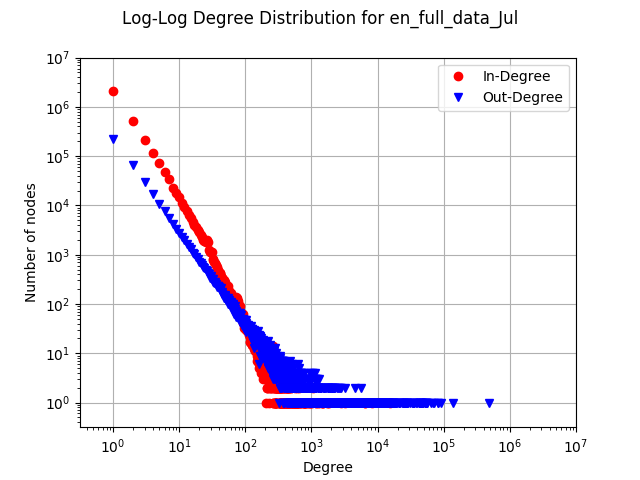 Log-Log Degree Distribution for en_full_data_Jul
10^7
10^6
10^5
10^4
10^3
10^2
10^1
10^0
Number of nodes
In-Degree
Out-Degree
10^0 10^1 10^2 10^3 10^4 10^5 10^6 10^7
Degree